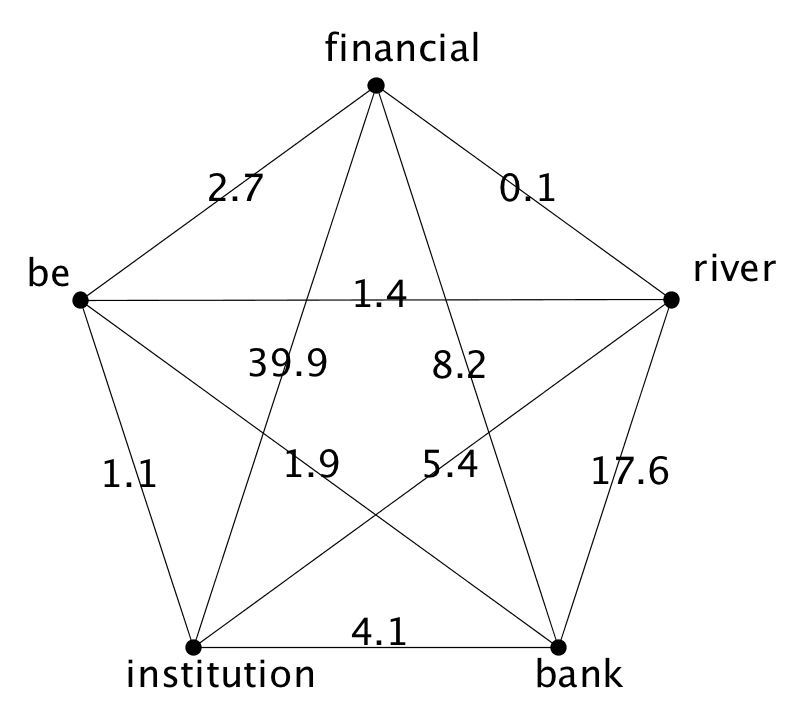 financial
2.7
0.1
be
river
1.4
39.9
8.2
1.1
1.9
5.4
17.6
4.1
institution
bank